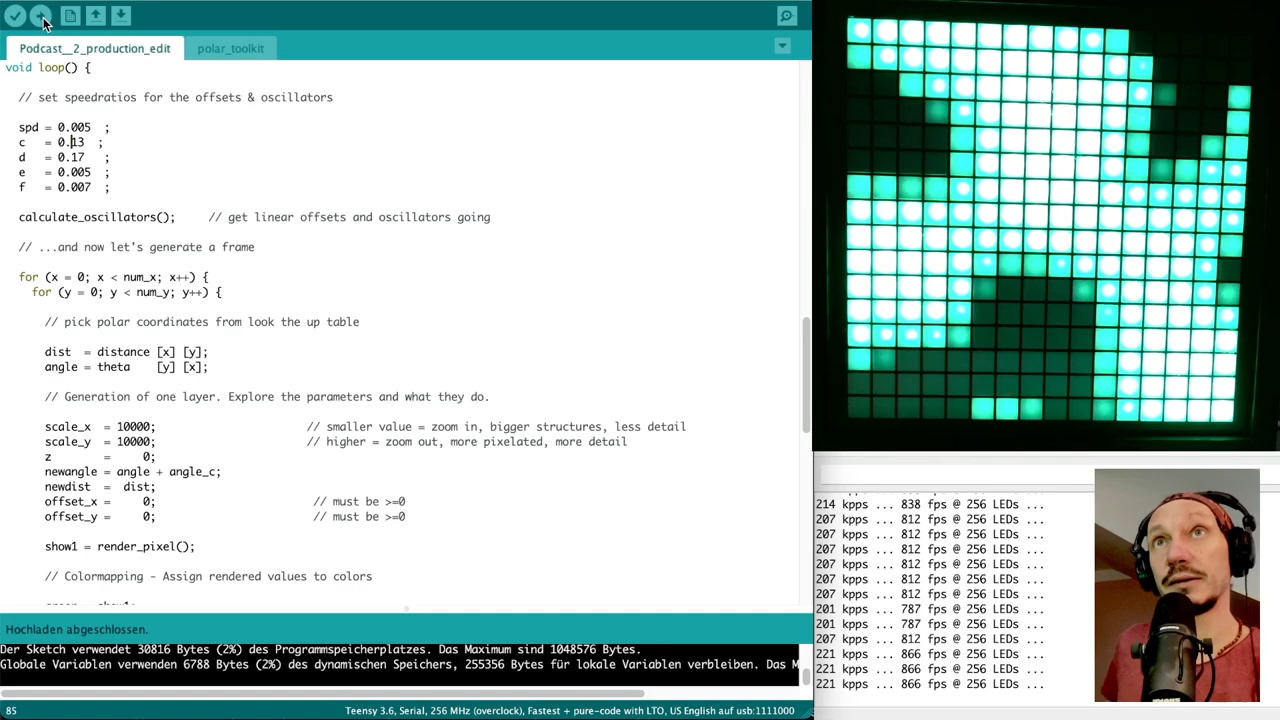 Podcast__2_production_edit
polar_toolkit
void loop() {
// set speedratios for the offsets & oscillators
spd = 0.005  ;
c   = 0.13  ;
d   = 0.17  ;
e   = 0.005  ;
f   = 0.007  ;
calculate_oscillators();     // get linear offsets and oscillators going
// ...and now let's generate a frame
for (x = 0; x < num_x; x++) {
for (y = 0; y < num_y; y++) {
// pick polar coordinates from look the up table
dist  = distance [x] [y];
angle = theta    [y] [x];
// Generation of one layer. Explore the parameters and what they do.
scale_x  = 10000;                       // smaller value = zoom in, bigger structures, less detail
scale_y  = 10000;                       // higher = zoom out, more pixelated, more detail
z        =     0;
newangle = angle + angle_c;
newdist  =  dist;
offset_x =     0;                        // must be >=0
offset_y =     0;                        // must be >=0
show1 = render_pixel();
// Colormapping - Assign rendered values to colors
Hochladen abgeschlossen.
Der Sketch verwendet 30816 Bytes (2%) des Programmspeicherplatzes. Das Maximum sind 1048576 Bytes.
Globale Variablen verwenden 6788 Bytes (2%) des dynamischen Speichers, 255356 Bytes für lokale Variablen verbleiben. Das M
85
Teensy 3.6, Serial, 256 MHz (overclock), Fastest + pure-code with LTO, US English auf usb:1111000
214 kpps ... 838 fps @ 256 LEDs ...
207 kpps ... 812 fps @ 256 LEDs ...
207 kpps ... 812 fps @ 256 LEDs ...
207 kpps ... 812 fps @ 256 LEDs ...
207 kpps ... 812 fps @ 256 LEDs ...
207 kpps ... 812 fps @ 256 LEDs ...
207 kpps ... 812 fps @ 256 LEDs ...
201 kpps ... 787 fps @ 256 LEDs ...
201 kpps ... 787 fps @ 256 LEDs ...
207 kpps ... 812 fps @ 256 LEDs ...
221 kpps ... 866 fps @ 256 LEDs ...
221 kpps ... 866 fps @ 256 LEDs ...
221 kpps ... 866 fps @ 256 LEDs ...